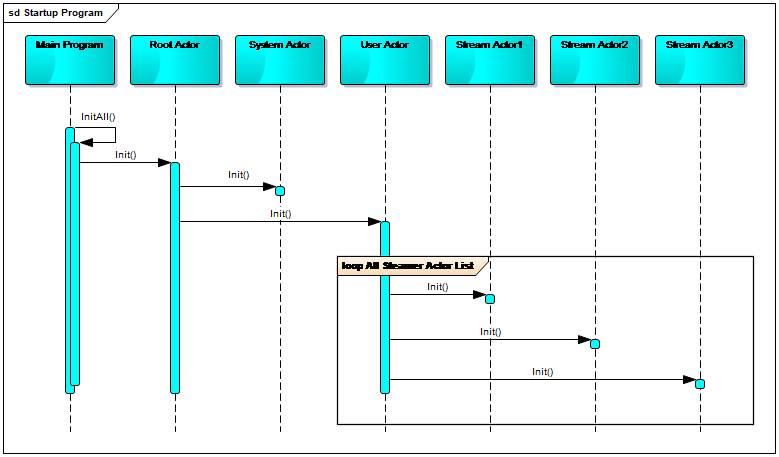 sd Startup Program
Main Program
Root Actor
System Actor
User Actor
Stream Actor1
Stream Actor2
Stream Actor3
InitAll()
Init()
Init()
Init()
loop All Steamer Actor List
Init()
Init()
Init()